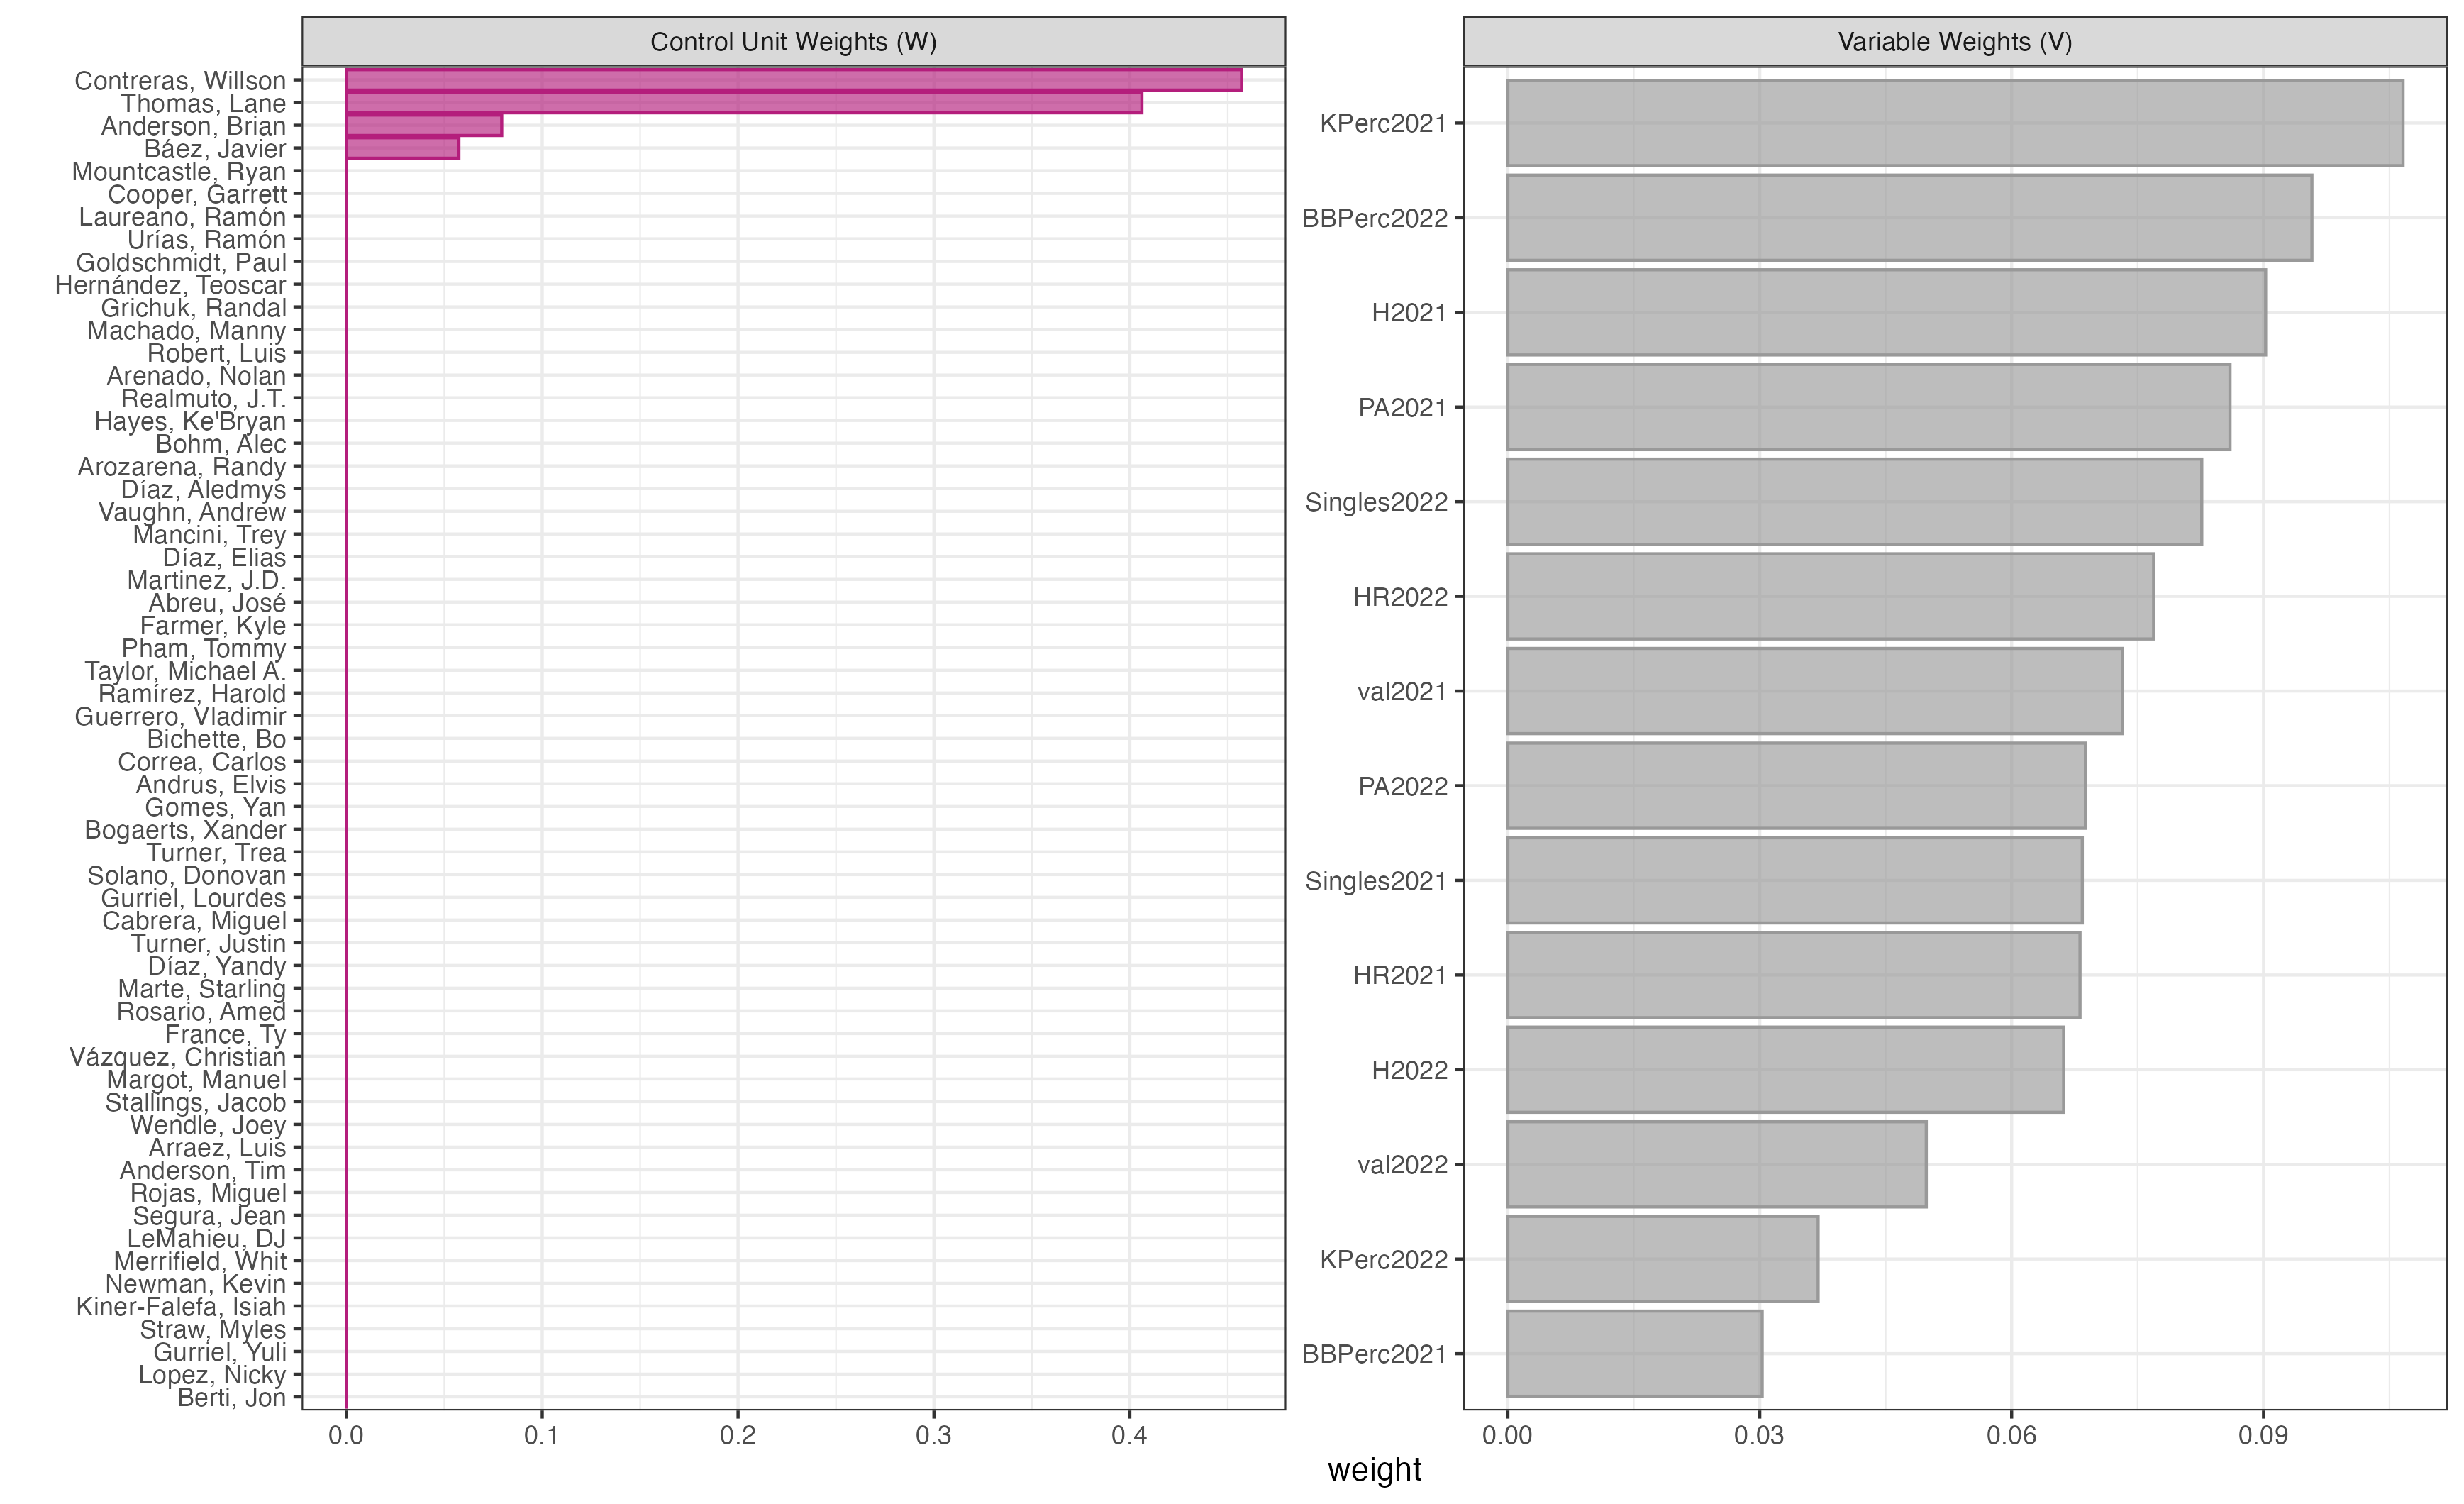 Control Unit Weights (W)
Contreras, Willson
Thomas, Lane
Anderson, Brian
Báez, Javier
Mountcastle, Ryan
Cooper, Garrett
Laureano, Ramón
Urías, Ramón
Goldschmidt, Paul
Hernández, Teoscar
Grichuk, Randal
Machado, Manny
Robert, Luis
Arenado, Nolan
Realmuto, J.T.
Hayes, Ke'Bryan
Bohm, Alec
Arozarena, Randy
Díaz, Aledmys
Vaughn, Andrew
Mancini, Trey
Díaz, Elias
Martinez, J.D.
Abreu, José
Farmer, Kyle
Pham, Tommy
Taylor, Michael A.
Ramírez, Harold
Guerrero, Vladimir
Bichette, Bo
Correa, Carlos
Andrus, Elvis
Gomes, Yan
Bogaerts, Xander
Turner, Trea
Solano, Donovan
Gurriel, Lourdes
Cabrera, Miguel
Turner, Justin
Díaz, Yandy
Marte, Starling
Rosario, Amed
France, Ty
Vázquez, Christian
Margot, Manuel
Stallings, Jacob
Wendle, Joey
Arraez, Luis
Anderson, Tim
Rojas, Miguel
Segura, Jean
LeMahieu, DJ
Merrifield, Whit
Newman, Kevin
Kiner-Falefa, Isiah
Straw, Myles
Gurriel, Yuli
Lopez, Nicky
Berti, Jon
0.0 0.1 0.2 0.3 0.4
Variable Weights (V)
KPerc2021
BBPerc2022
H2021
PA2021
Singles2022
HR2022
val2021
PA2022
Singles2021
HR2021
H2022
val2022
KPerc2022
BBPerc2021
0.00 0.03 0.06 0.09
weight